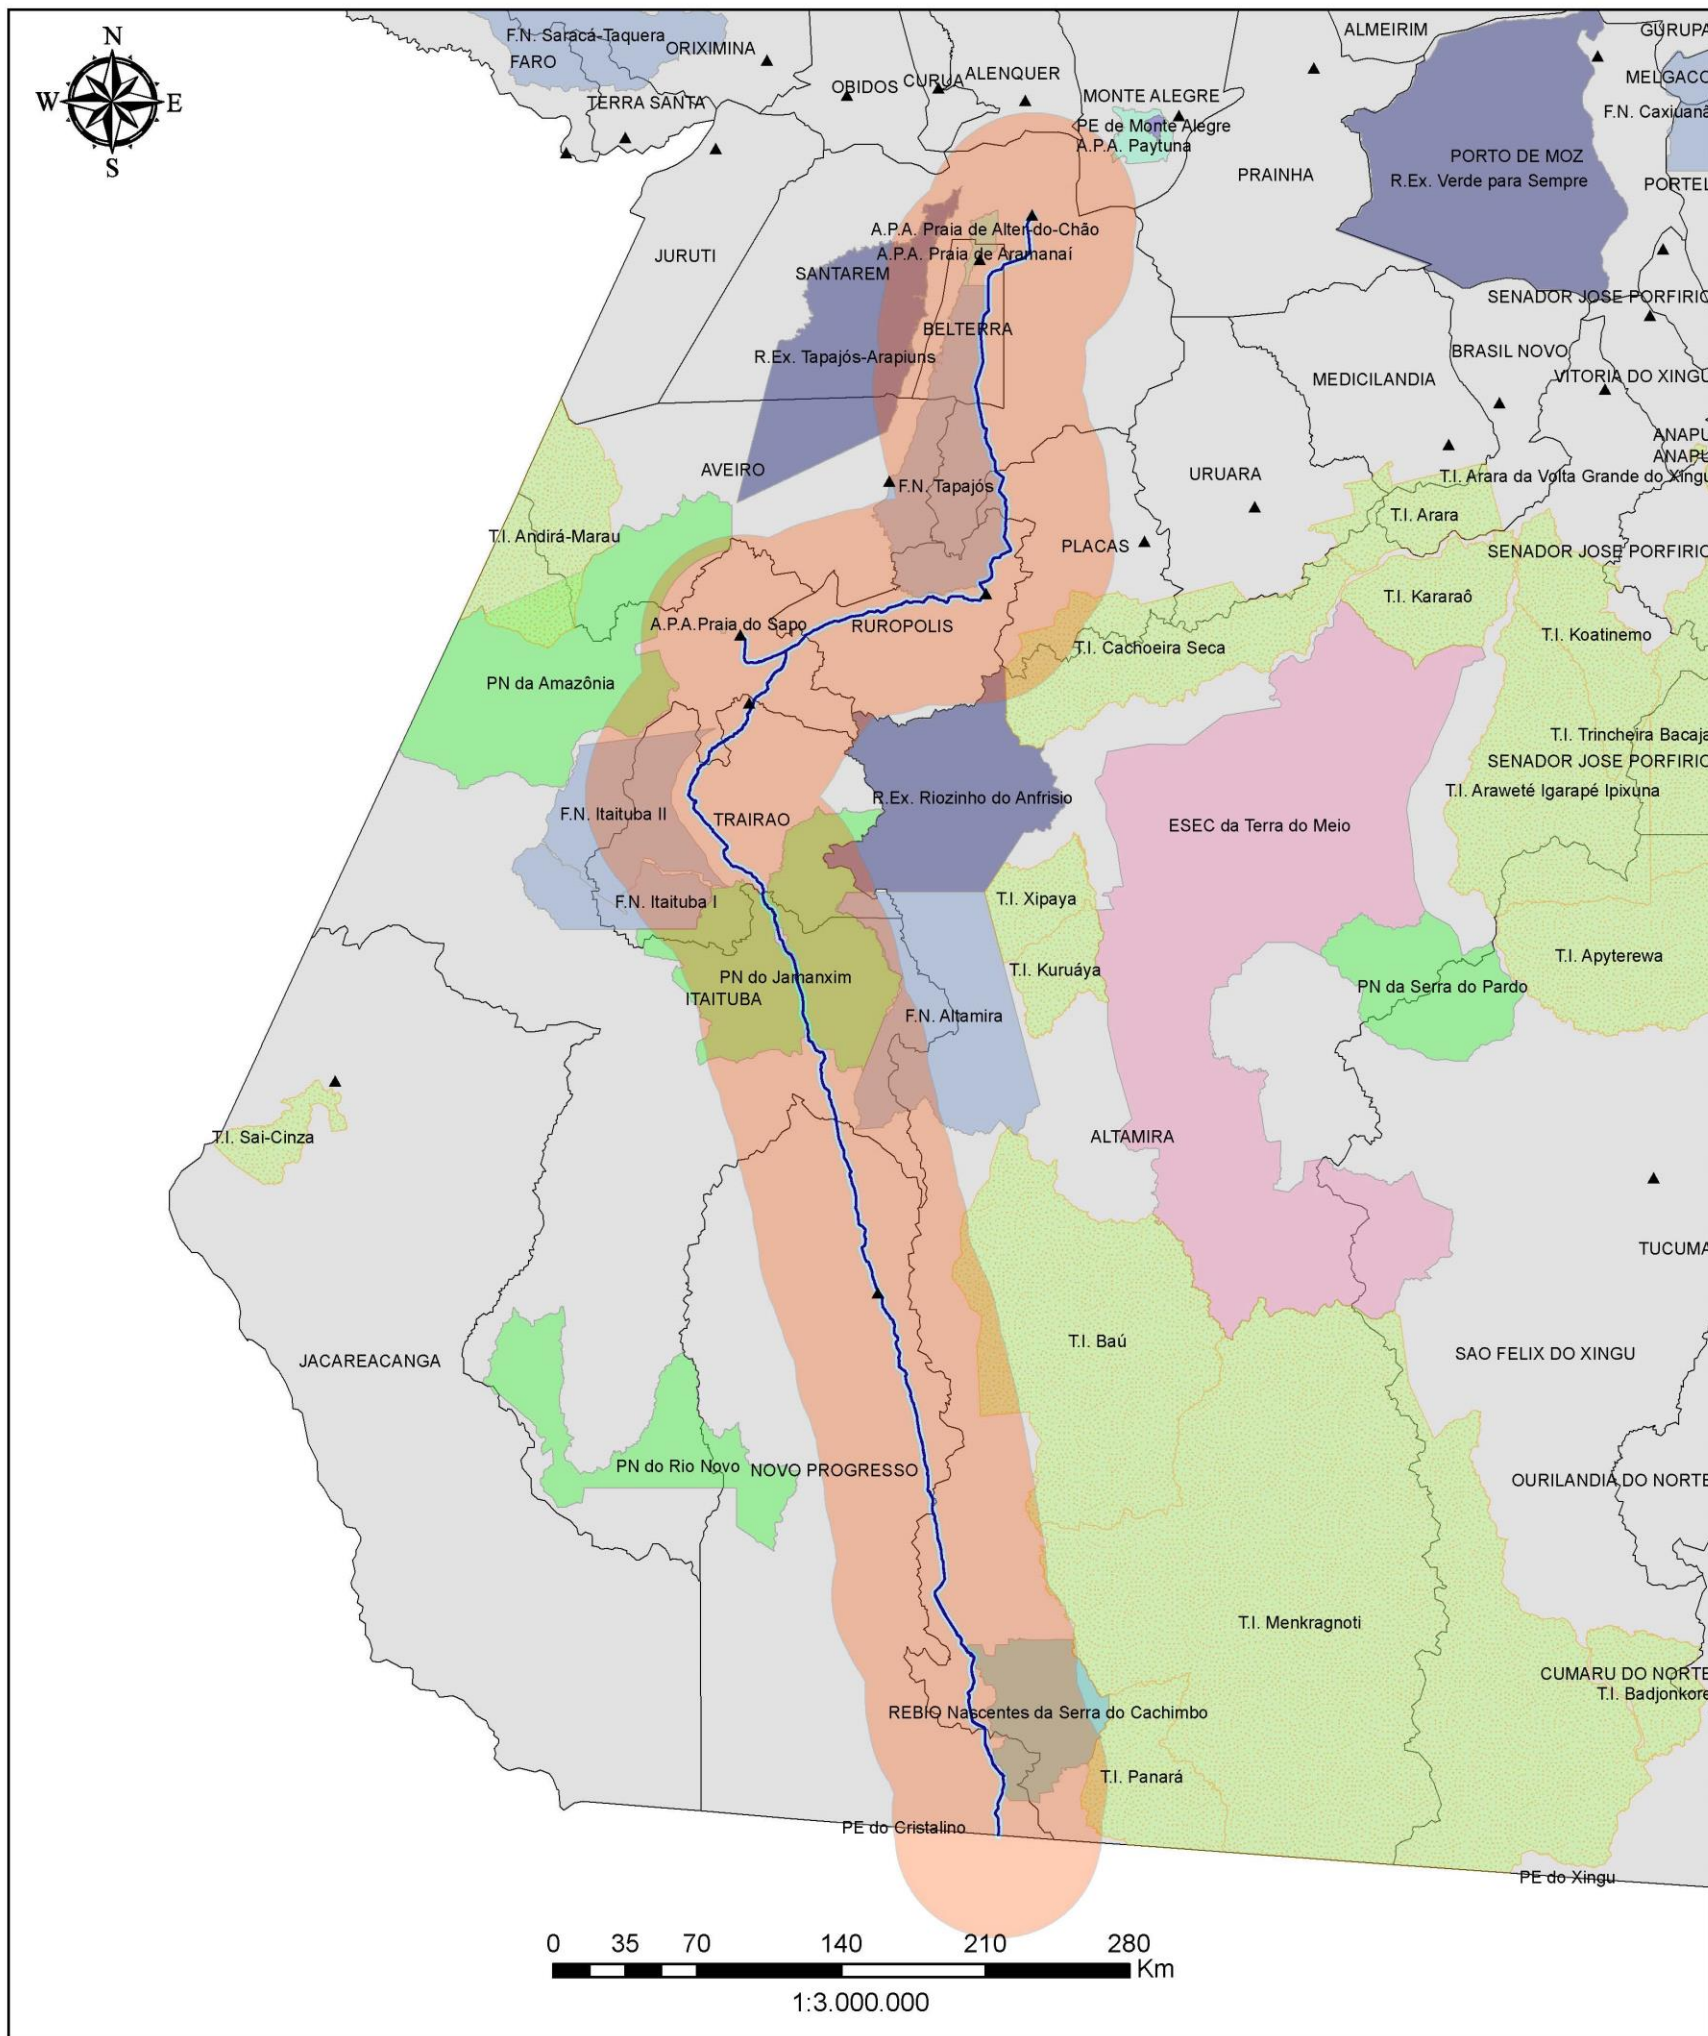 N
W E
S
F.N. Saracá-Taquera
ORIXIMINA
FARO
TERRA SANTA
OBIDOS
CURUA
ALENQUER
MONTE ALEGRE
PE de Monte Alegre
A.P.A. Paytuna
ALMEIRIM
GURUPA
MELGACO
F.N. Caxiuanã
PORTO DE MOZ
R.Ex. Verde para Sempre
PORTEL
PRAINHA
JURUTI
A.P.A. Praia de Alter-do-Chão
A.P.A. Praia de Aramanaí
SANTAREM
BELTERRA
R.Ex. Tapajós-Arapiuns
SENADOR JOSE PORFIRIO
BRASIL NOVO
MEDICILANDIA
VITORIA DO XINGU
ANAPU
ANAPU
AVEIRO
F.N. Tapajós
URUARA
T.I. Arara da Volta Grande do Xingu
T.I. Arara
T.I. Andirá-Marau
PLACAS
SENADOR JOSE PORFIRIO
T.I. Kararaô
A.P.A.Praia do Sapo
RUROPOLIS
T.I. Koatinemo
T.I. Cachoeira Seca
PN da Amazônia
T.I. Trincheira Bacaja
SENADOR JOSE PORFIRIO
T.I. Araweté Igarapé Ipixuna
R.Ex. Riozinho do Anfrisio
F.N. Itaituba II
TRAIRAO
ESEC da Terra do Meio
F.N. Itaituba I
T.I. Xipaya
T.I. Apyterewa
T.I. Kuruáya
PN do Jamanxim
ITAITUBA
PN da Serra do Pardo
F.N. Altamira
T.I. Sai-Cinza
ALTAMIRA
TUCUMA
T.I. Baú
JACAREACANGA
SAO FELIX DO XINGU
PN do Rio Novo
NOVO PROGRESSO
OURILANDIA DO NORTE
T.I. Menkragnoti
CUMARU DO NORTE
T.I. Badjonkore
REBIO Nascentes da Serra do Cachimbo
T.I. Panará
PE do Cristalino
PE do Xingu
0 35 70 140 210 280
Km
1:3.000.000